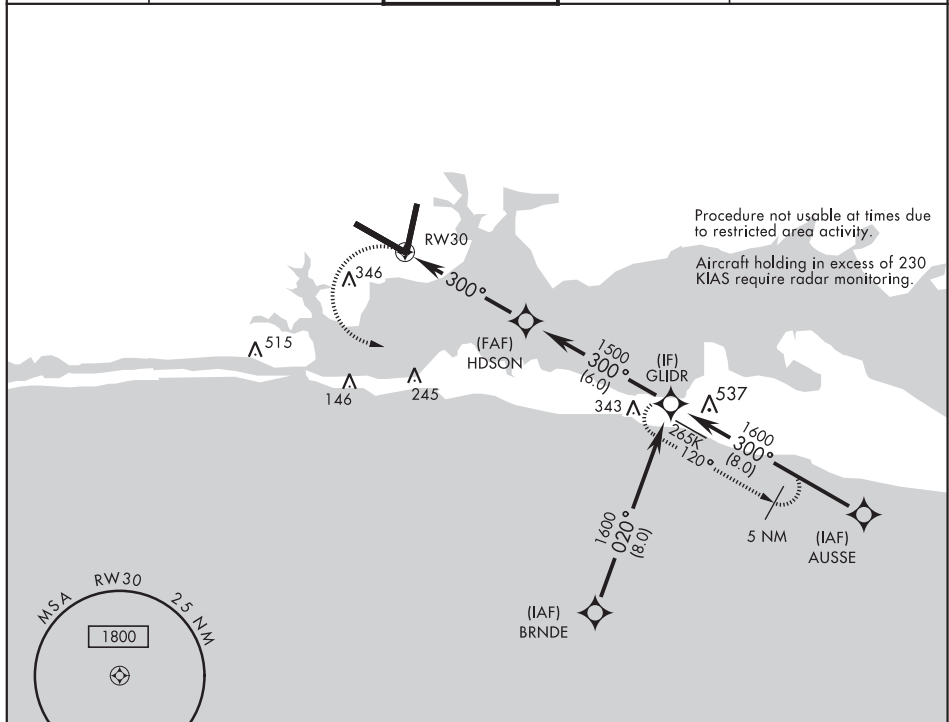 Procedure not usable at times due
to restricted area activity.
Aircraft holding in excess of 230
KIAS require radar monitoring.
RW30
346
300°
(FAF)
HDSON
515
146
245
1500
300°
(6.0)
(IF)
GLIDR
343
537
265K
120°
1600
300°
(8.0)
5 NM
(IAF)
AUSSE
1600
020°
(8.0)
(IAF)
BRNDE
MSA RW30 25 NM
1800